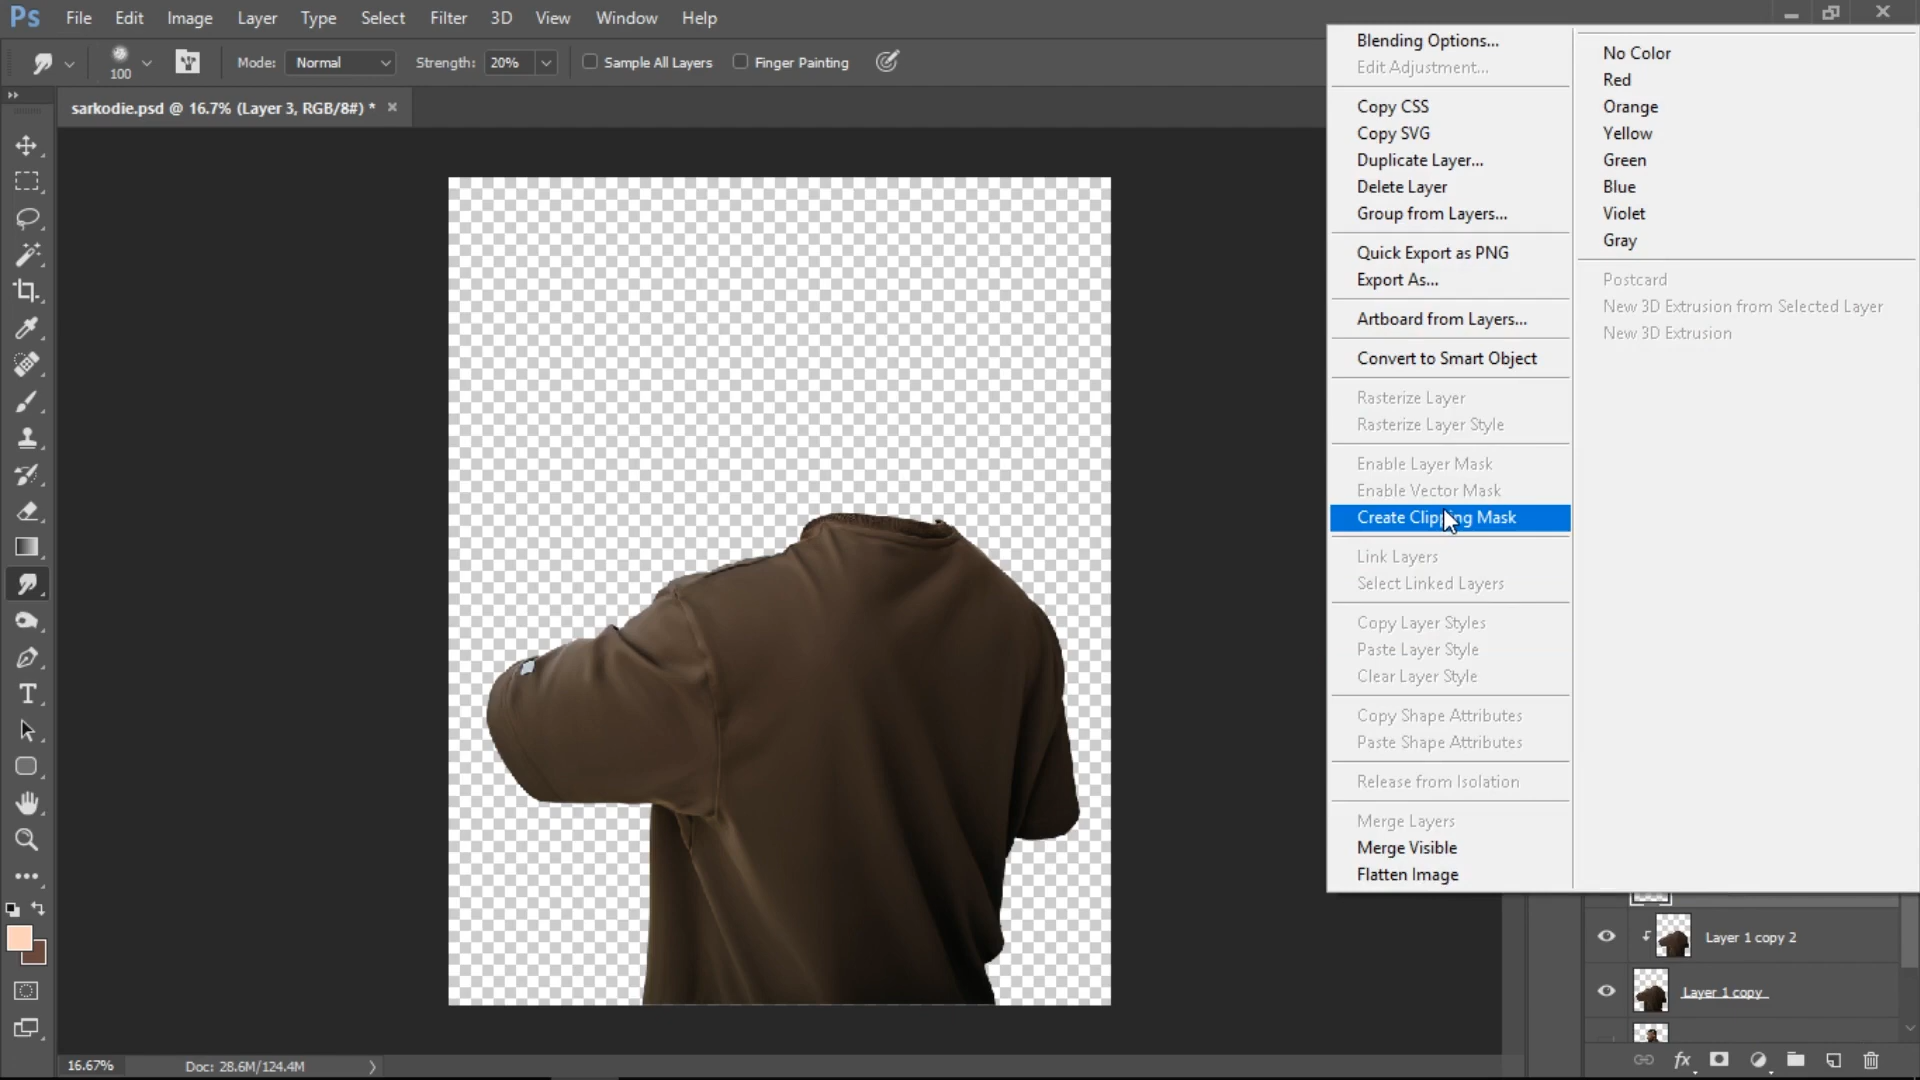 Ps File Edit Image Layer Type Select Filter 3D View Window Help
100 Mode: Normal Strength: 20% Sample All Layers Finger Painting
sarkodie.psd @ 16.7% (Layer 3, RGB/8#) * ×
Blending Options...
Edit Adjustment...
Copy CSS
Copy SVG
Duplicate Layer...
Delete Layer
Group from Layers...
Quick Export as PNG
Export As...
Artboard from Layers...
Convert to Smart Object
Rasterize Layer
Rasterize Layer Style
Enable Layer Mask
Enable Vector Mask
Create Clipping Mask
Link Layers
Select Linked Layers
Copy Layer Styles
Paste Layer Style
Clear Layer Style
Copy Shape Attributes
Paste Shape Attributes
Release from Isolation
Merge Layers
Merge Visible
Flatten Image
No Color
Red
Orange
Yellow
Green
Blue
Violet
Gray
Postcard
New 3D Extrusion from Selected Layer
New 3D Extrusion
Layer 1 copy 2
Layer 1 copy
fx
16.67% Doc: 28.6M/124.4M